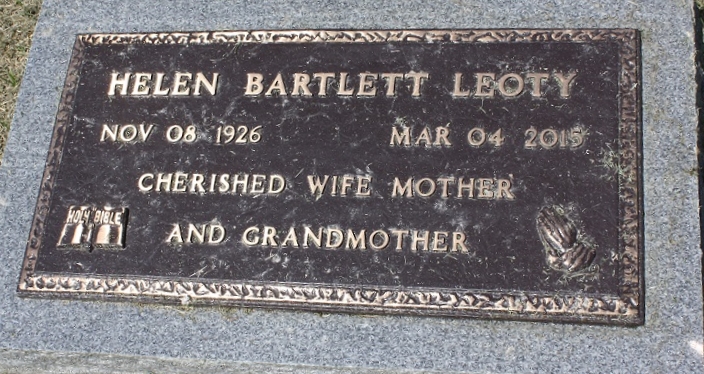 HELEN BARTLETT LEOTY
NOV 08 1926 MAR 04 2015
CHERISHED WIFE MOTHER
HOLY BIBLE
AND GRANDMOTHER